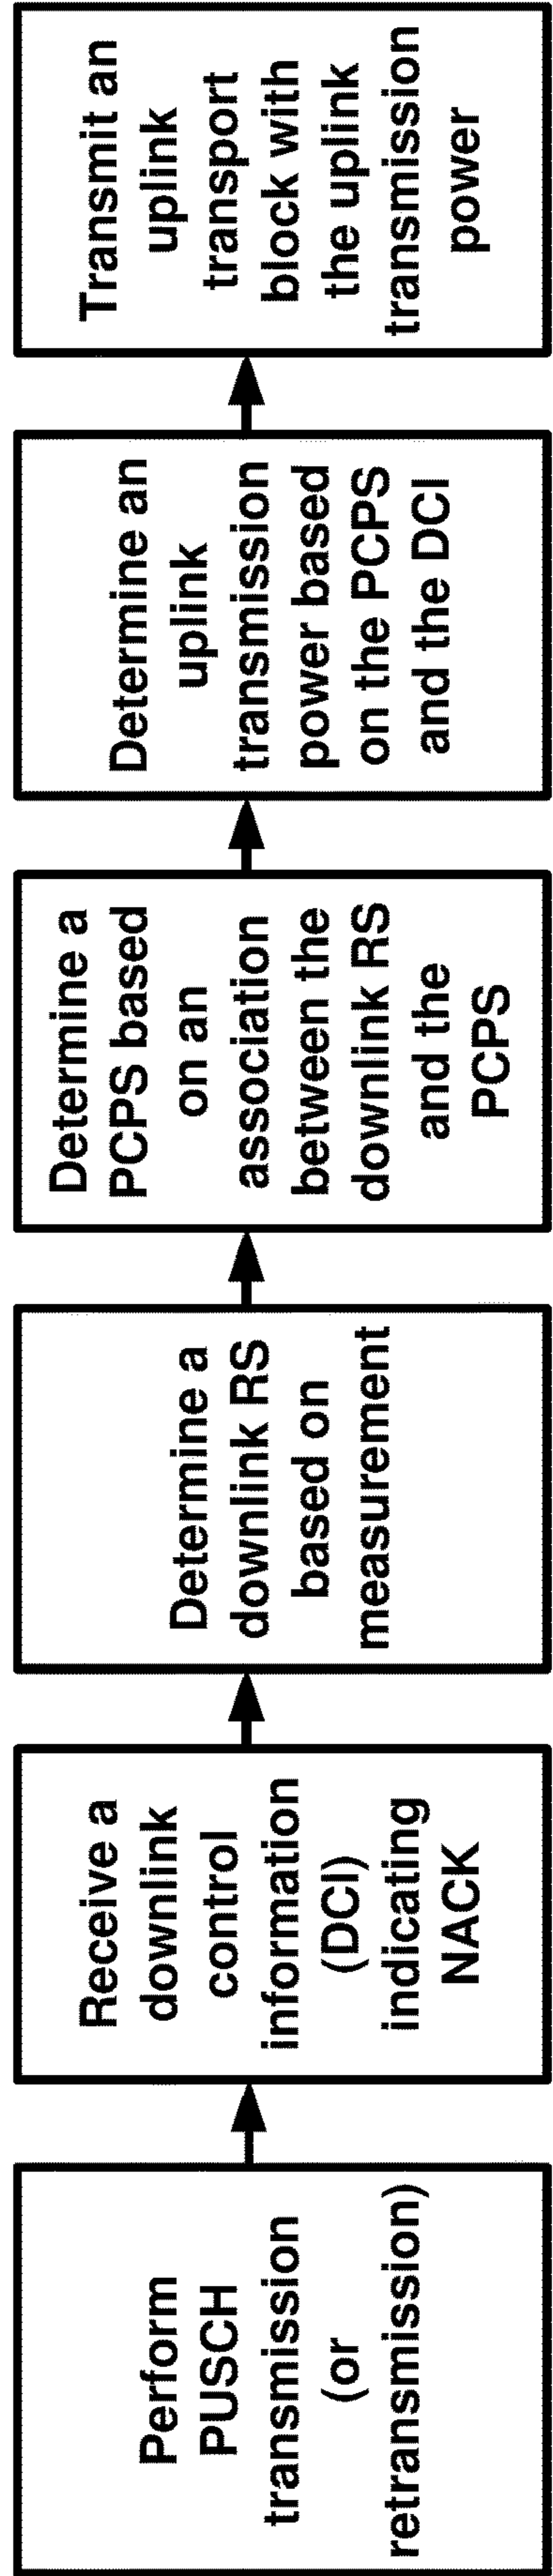 Perform
PUSCH
transmission
(or
retransmission)
Receive a
downlink
control
information
(DCI)
indicating
NACK
Determine a
downlink RS
based on
measurement
Determine a
PCPS based
on an
association
between the
downlink RS
and the
PCPS
Determine an
uplink
transmission
power based
on the PCPS
and the DCI
Transmit an
uplink
transport
block with
the uplink
transmission
power